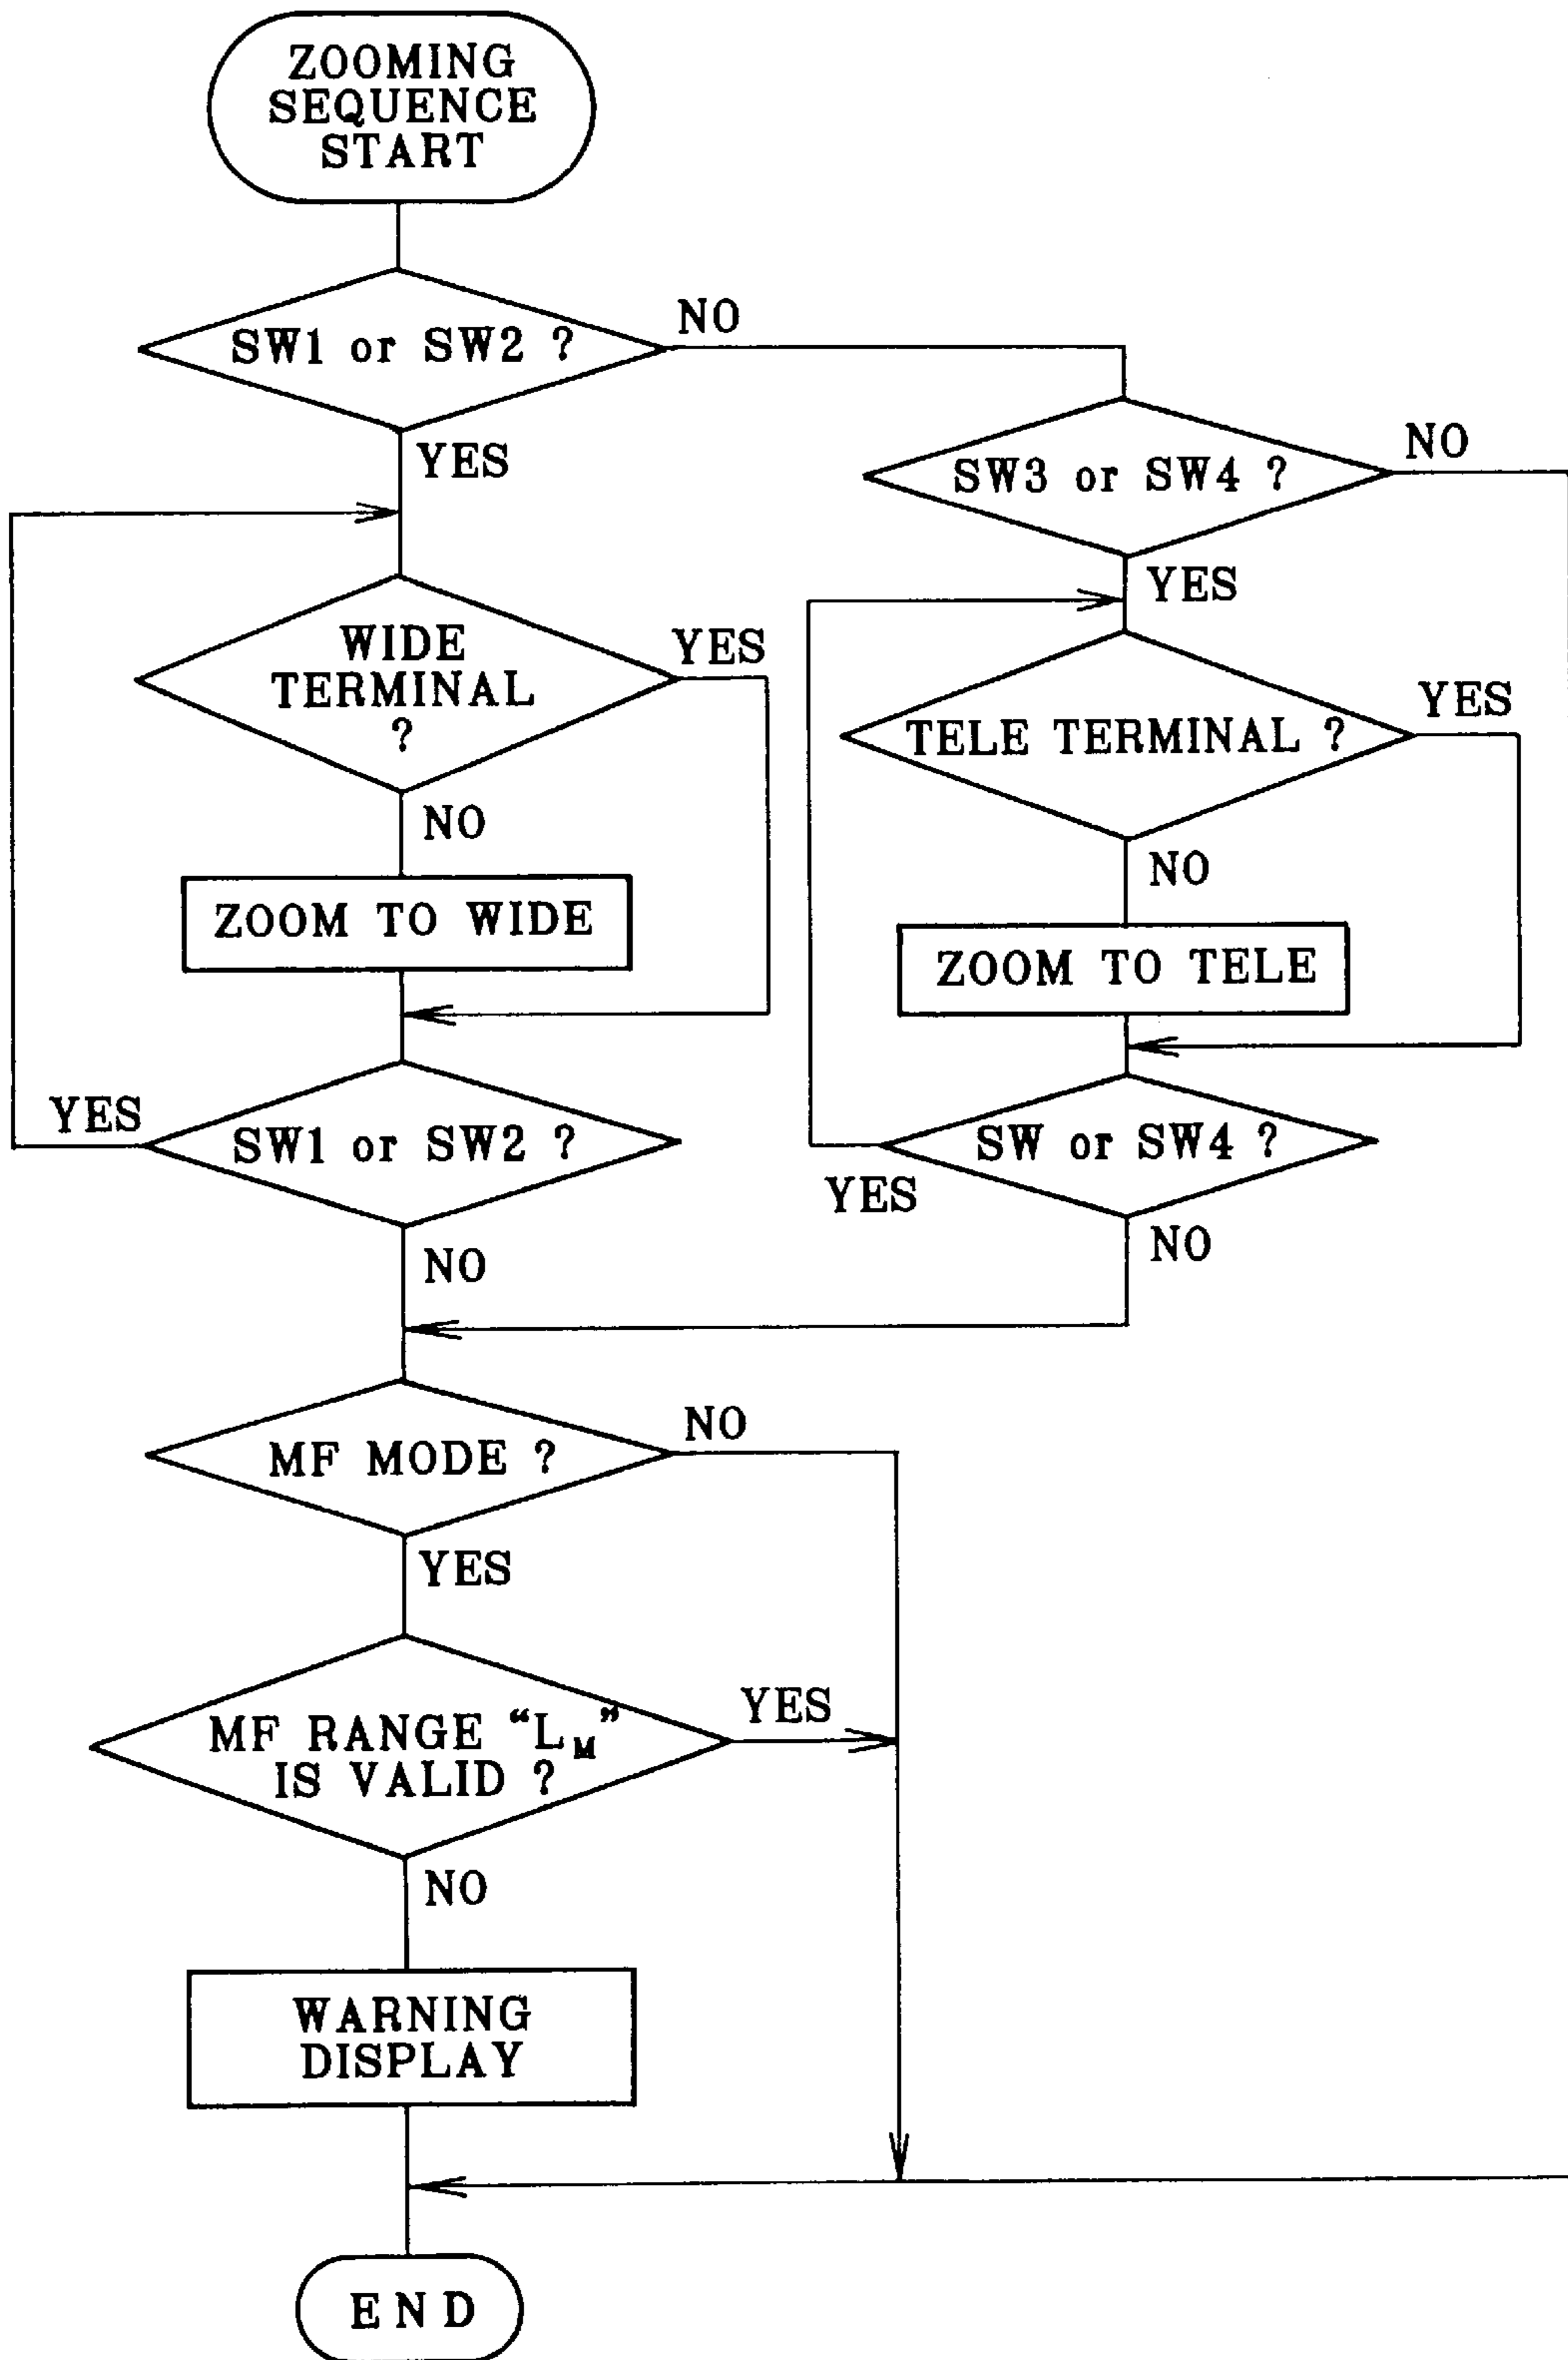 ZOOMING
SEQUENCE
START
SW1 or SW2 ?
NO
YES
SW3 or SW4 ?
NO
YES
WIDE
TERMINAL
?
YES
NO
TELE TERMINAL ?
YES
NO
ZOOM TO WIDE
ZOOM TO TELE
SW1 or SW2 ?
YES
NO
SW or SW4 ?
YES
NO
MF MODE ?
NO
YES
MF RANGE “L_M”
IS VALID ?
YES
NO
WARNING
DISPLAY
END